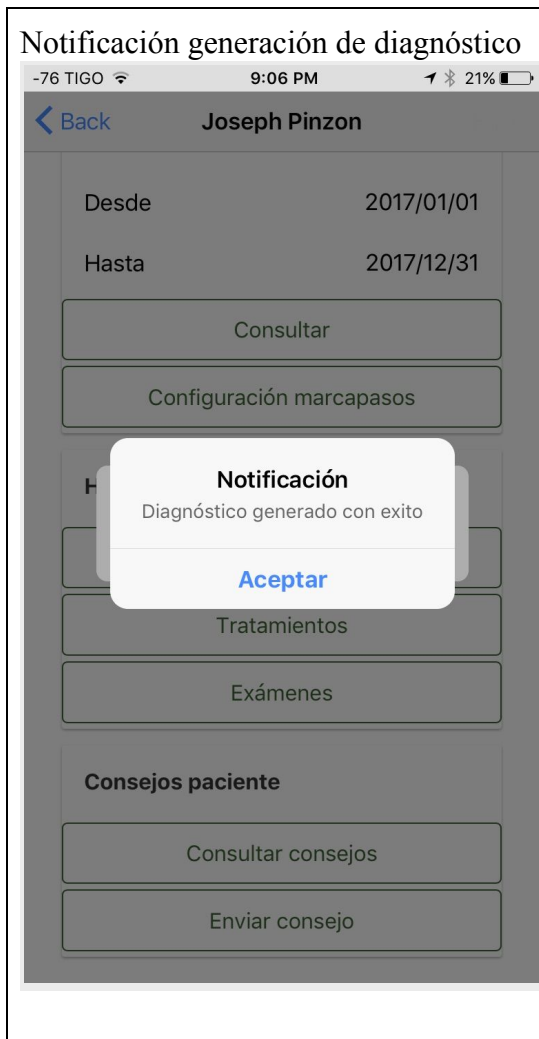 Notificación generación de diagnóstico
-76 TIGO 9:06 PM 21%
Back Joseph Pinzon
Desde 2017/01/01
Hasta 2017/12/31
Consultar
Configuración marcapasos
H
Notificación
Diagnóstico generado con exito
Aceptar
Tratamientos
Exámenes
Consejos paciente
Consultar consejos
Enviar consejo